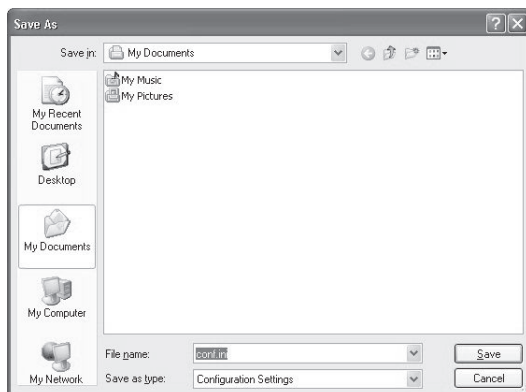 Save As
Save in: My Documents
My Music
My Pictures
My Recent
Documents
Desktop
My Documents
My Computer
My Network
File name: conf.ini
Save as type: Configuration Settings
Save
Cancel